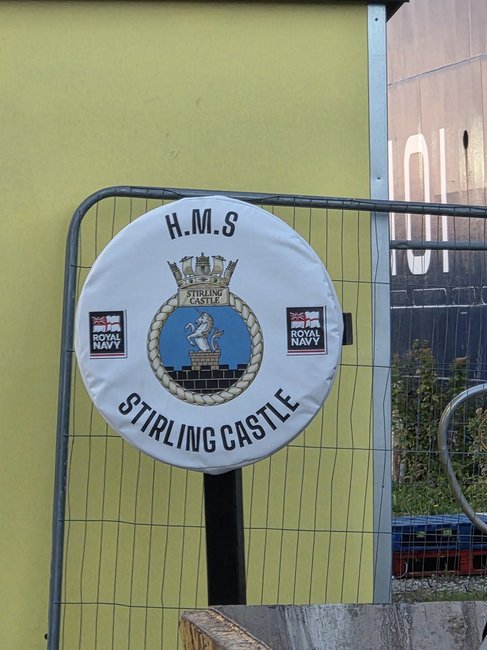 H.M.S
STIRLING
CASTLE
ROYAL
NAVY
ROYAL
NAVY
STIRLING CASTLE